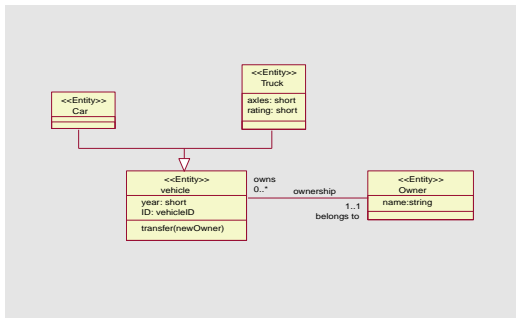 <<Entity>>
Truck
axles: short
rating: short
<<Entity>>
Car
<<Entity>>
vehicle
year: short
ID: vehicleID
transfer(newOwner)
owns
0..*
ownership
1..1
belongs to
<<Entity>>
Owner
name:string